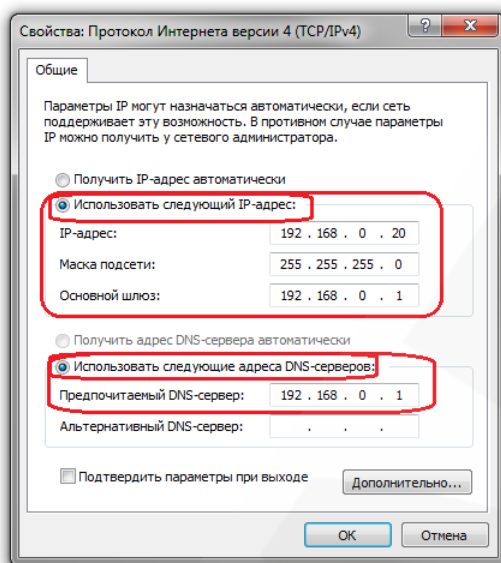 Свойства: Протокол Интернета версии 4 (TCP/IPv4)
Общие
Параметры IP могут назначаться автоматически, если сеть
поддерживает эту возможность. В противном случае параметры
IP можно получить у сетевого администратора.
Получить IP-адрес автоматически
Использовать следующий IP-адрес:
IP-адрес: 192 . 168 . 0 . 20
Маска подсети: 255 . 255 . 255 . 0
Основной шлюз: 192 . 168 . 0 . 1
Получить адрес DNS-сервера автоматически
Использовать следующие адреса DNS-серверов:
Предпочитаемый DNS-сервер: 192 . 168 . 0 . 1
Альтернативный DNS-сервер: . . .
Подтвердить параметры при выходе
Дополнительно...
ОК Отмена